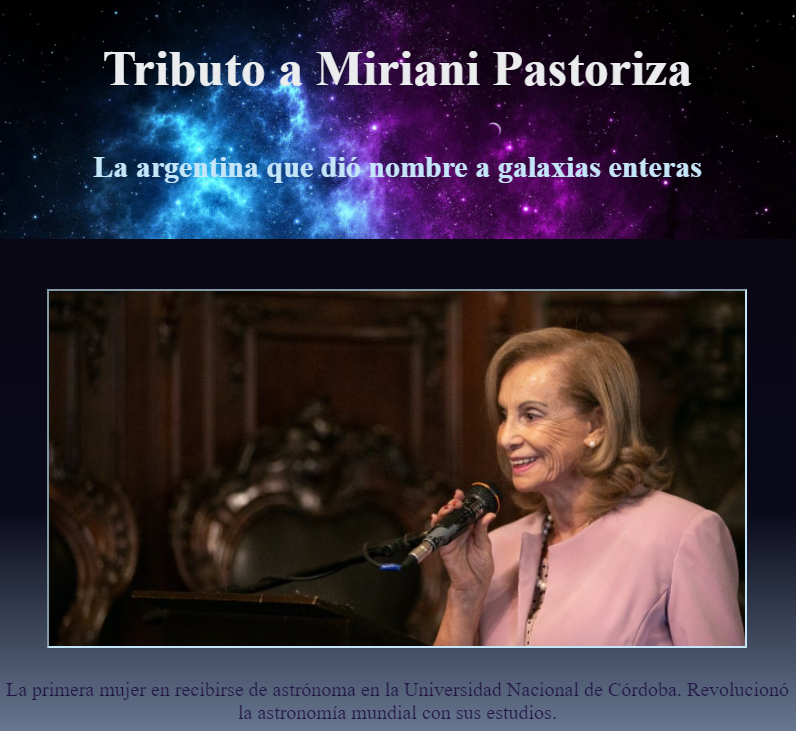 Tributo a Miriani Pastoriza
La argentina que dió nombre a galaxias enteras
La primera mujer en recibirse de astrónoma en la Universidad Nacional de Córdoba. Revolucionó
la astronomía mundial con sus estudios.